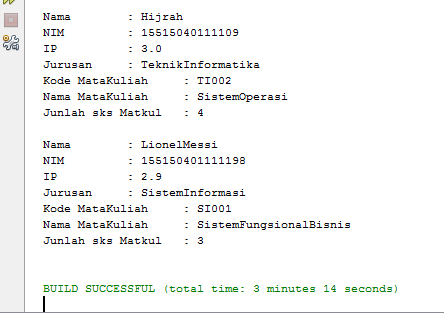 Nama : Hijrah
NIM : 15515040111109
IP : 3.0
Jurusan : TeknikInformatika
Kode MataKuliah : TI002
Nama MataKuliah : SistemOperasi
Junlah sks Matkul : 4
Nama : LionelMessi
NIM : 155150401111198
IP : 2.9
Jurusan : SistemInformasi
Kode MataKuliah : SI001
Nama MataKuliah : SistemFungsionalBisnis
Junlah sks Matkul : 3
BUILD SUCCESSFUL (total time: 3 minutes 14 seconds)